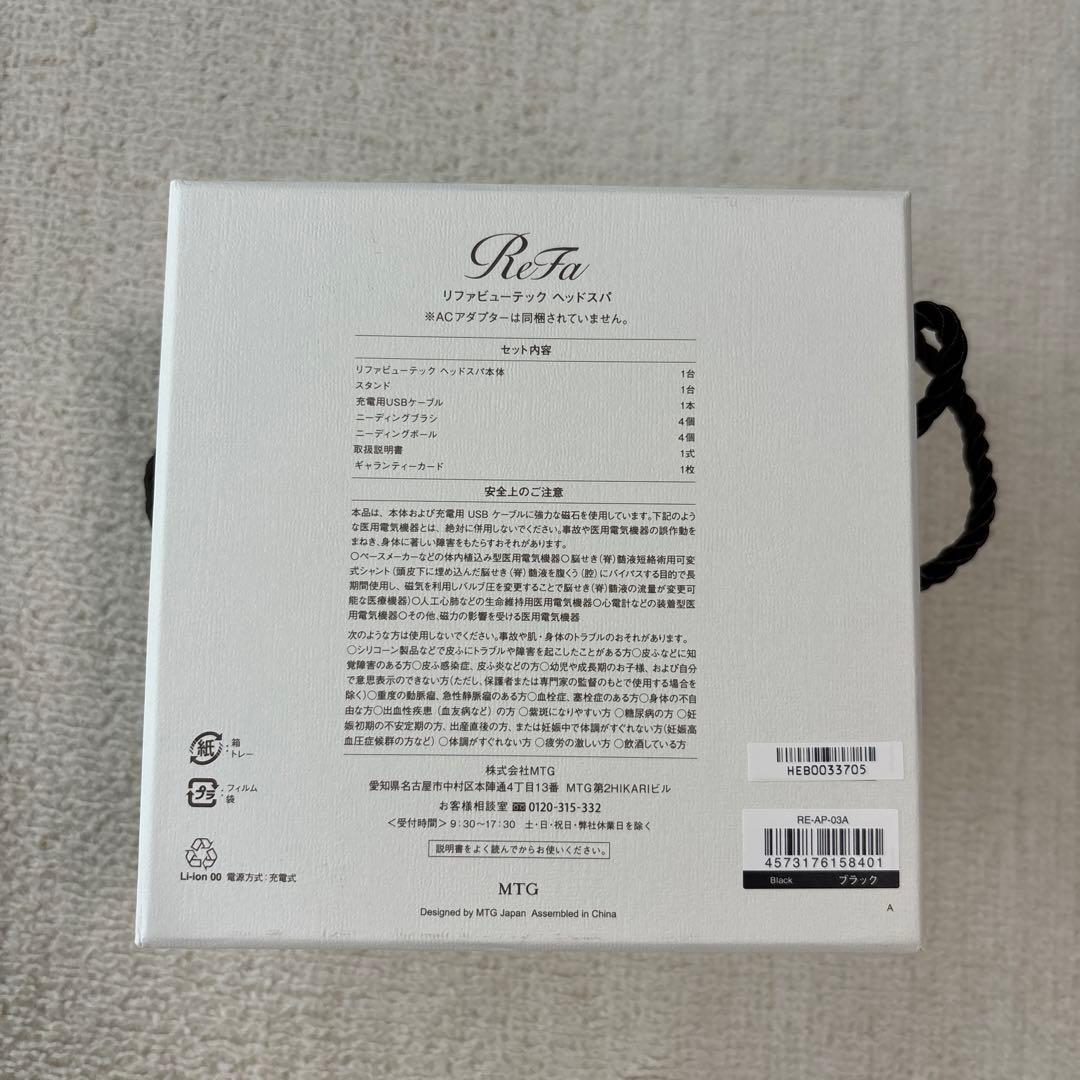 ReFa
リファビューテック ヘッドスパ
※ACアダプターは同梱されていません。
セット内容
リファビューテック ヘッドスパ本体 1台
スタンド 1台
充電用USBケーブル 1本
ニーディングブラシ 4個
ニーディングボール 4個
取扱説明書 1式
ギャランティーカード 1枚
安全上のご注意
本品は、本体および充電用 USB ケーブルに強力な磁石を使用しています。下記のよう
な医用電気機器とは、絶対に併用しないでください。事故や医用電気機器の誤作動を
まねき、身体に著しい障害をもたらすおそれがあります。
○ペースメーカーなどの体内植込み型医用電気機器○脳せき(脊)髄液短絡術用可変
式シャント(頭皮下に埋め込んだ脳せき(脊)髄液を腹くう(腔)にバイパスする目的で長
期間使用し、磁気を利用しバルブ圧を変更することで脳せき(脊)髄液の流量が変更可
能な医療機器)○人工心肺などの生命維持用医用電気機器○心電計などの装着型医
用電気機器○その他、磁力の影響を受ける医用電気機器
次のような方は使用しないでください。事故や肌・身体のトラブルのおそれがあります。
○シリコーン製品などで皮ふにトラブルや障害を起こしたことがある方○皮ふなどに知
覚障害のある方○皮ふ感染症、皮ふ炎などの方○幼児や成長期のお子様、および自分
で意思表示のできない方(ただし、保護者または専門家の監督のもとで使用する場合を
除く)○重度の動脈瘤、急性静脈瘤のある方○血栓症、塞栓症のある方○身体の不自
由な方○出血性疾患(血友病など)の方○紫斑になりやすい方○糖尿病の方○妊
娠初期の不安定期の方、出産直後の方、または妊娠中で体調がすぐれない方(妊娠高
血圧症候群の方など)○体調がすぐれない方○疲労の激しい方○飲酒している方
株式会社MTG
愛知県名古屋市中村区本陣通4丁目13番 MTG第2HIKARIビル
お客様相談室 0120-315-332
＜受付時間＞9:30〜17:30 土・日・祝日・弊社休業日を除く
説明書をよく読んでからお使いください。
MTG
Designed by MTG Japan Assembled in China
紙 : 箱
トレー
プラ : フィルム
袋
Li-ion 00 電源方式：充電式
HEB0033705
RE-AP-03A
4573176158401
Black ブラック
A